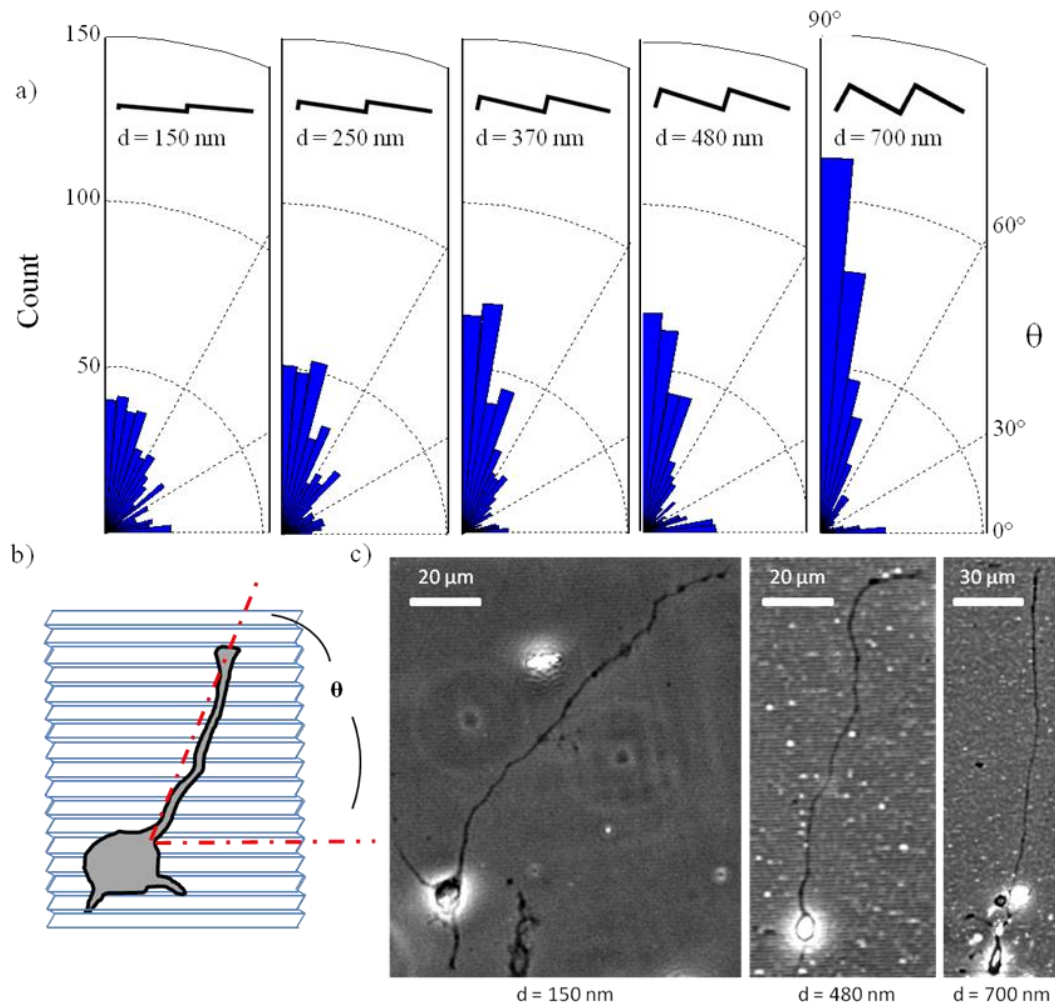 90°
150
a)
d = 150 nm
d = 250 nm
d = 370 nm
d = 480 nm
d = 700 nm
100
60°
Count
θ
50
30°
0°
b)
c)
θ
20 µm
20 µm
30 µm
d = 150 nm
d = 480 nm
d = 700 nm